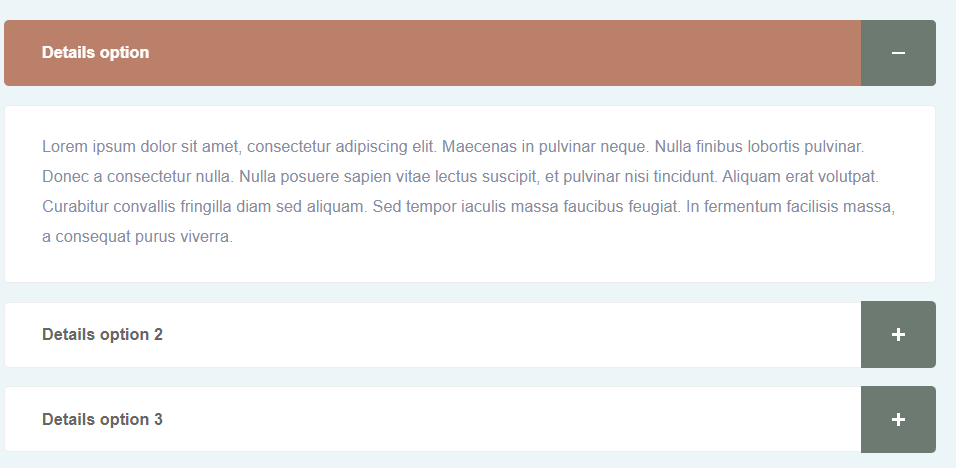 Details option
Lorem ipsum dolor sit amet, consectetur adipiscing elit. Maecenas in pulvinar neque. Nulla finibus lobortis pulvinar.
Donec a consectetur nulla. Nulla posuere sapien vitae lectus suscipit, et pulvinar nisi tincidunt. Aliquam erat volutpat.
Curabitur convallis fringilla diam sed aliquam. Sed tempor iaculis massa faucibus feugiat. In fermentum facilisis massa,
a consequat purus viverra.
Details option 2
Details option 3